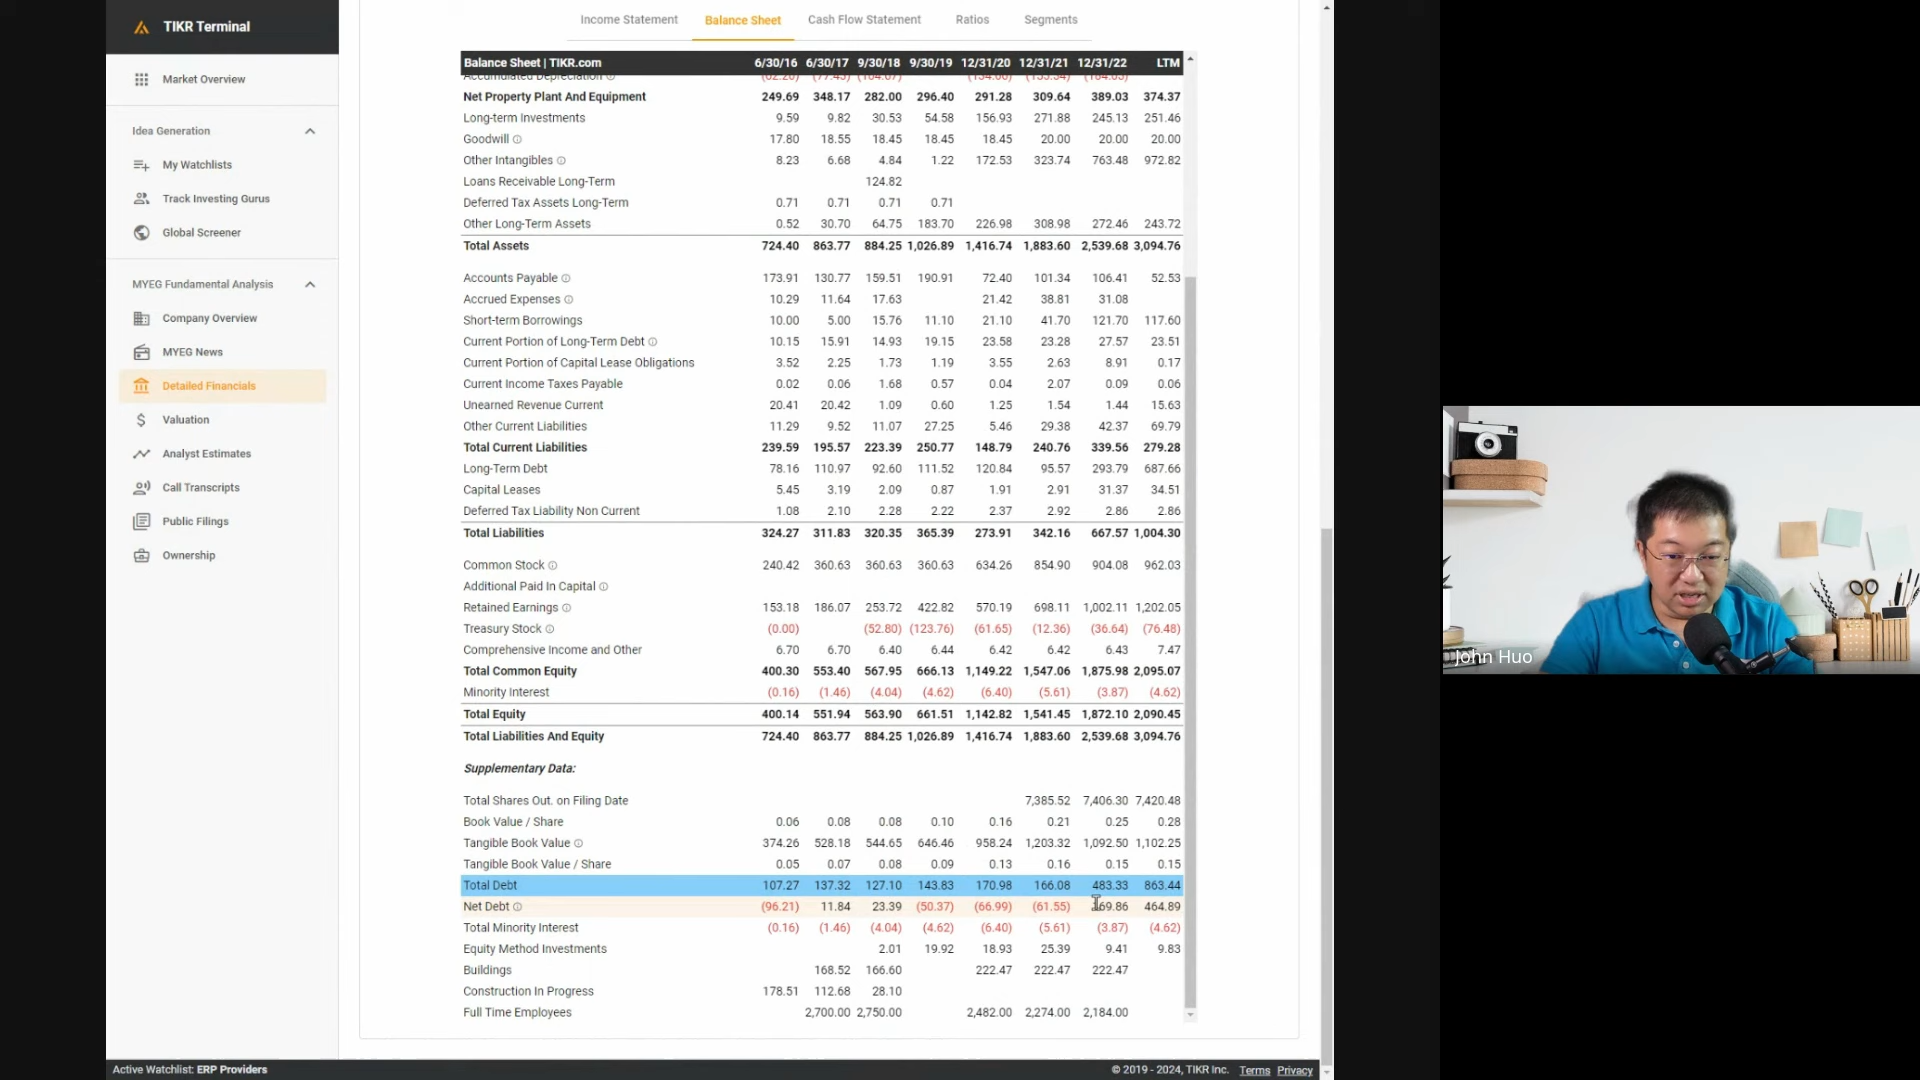 TIKR Terminal
Market Overview
Idea Generation
My Watchlists
Track Investing Gurus
Global Screener
MYEG Fundamental Analysis
Company Overview
MYEG News
Detailed Financials
Valuation
Analyst Estimates
Call Transcripts
Public Filings
Ownership
Income Statement Balance Sheet Cash Flow Statement Ratios Segments
Balance Sheet | TIKR.com 6/30/16 6/30/17 9/30/18 9/30/19 12/31/20 12/31/21 12/31/22 LTM
Accumulated Depreciation
Net Property Plant And Equipment 249.69 348.17 282.00 296.40 291.28 309.64 389.03 374.37
Long-term Investments 9.59 9.82 30.53 54.58 156.93 271.88 245.13 251.46
Goodwill 17.80 18.55 18.45 18.45 18.45 20.00 20.00 20.00
Other Intangibles 8.23 6.68 4.84 1.22 172.53 323.74 763.48 972.82
Loans Receivable Long-Term 124.82
Deferred Tax Assets Long-Term 0.71 0.71 0.71 0.71
Other Long-Term Assets 0.52 30.70 64.75 183.70 226.98 308.98 272.46 243.72
Total Assets 724.40 863.77 884.25 1,026.89 1,416.74 1,883.60 2,539.68 3,094.76
Accounts Payable 173.91 130.77 159.51 190.91 72.40 101.34 106.41 52.53
Accrued Expenses 10.29 11.64 17.63 21.42 38.81 31.08
Short-term Borrowings 10.00 5.00 15.76 11.10 21.10 41.70 121.70 117.60
Current Portion of Long-Term Debt 10.15 15.91 14.93 19.15 23.58 23.28 27.57 23.51
Current Portion of Capital Lease Obligations 3.52 2.25 1.73 1.19 3.55 2.63 8.91 0.17
Current Income Taxes Payable 0.02 0.06 1.68 0.57 0.04 2.07 0.09 0.06
Unearned Revenue Current 20.41 20.42 1.09 0.60 1.25 1.54 1.44 15.63
Other Current Liabilities 11.29 9.52 11.07 27.25 5.46 29.38 42.37 69.79
Total Current Liabilities 239.59 195.57 223.39 250.77 148.79 240.76 339.56 279.28
Long-Term Debt 78.16 110.97 92.60 111.52 120.84 95.57 293.79 687.66
Capital Leases 5.45 3.19 2.09 0.87 1.91 2.91 31.37 34.51
Deferred Tax Liability Non Current 1.08 2.10 2.28 2.22 2.37 2.92 2.86 2.86
Total Liabilities 324.27 311.83 320.35 365.39 273.91 342.16 667.57 1,004.30
Common Stock 240.42 360.63 360.63 360.63 634.26 854.90 904.08 962.03
Additional Paid In Capital
Retained Earnings 153.18 186.07 253.72 422.82 570.19 698.11 1,002.11 1,202.05
Treasury Stock (0.00) (52.80) (123.76) (61.65) (12.36) (36.64) (76.48)
Comprehensive Income and Other 6.70 6.70 6.40 6.44 6.42 6.42 6.43 7.47
Total Common Equity 400.30 553.40 567.95 666.13 1,149.22 1,547.06 1,875.98 2,095.07
Minority Interest (0.16) (1.46) (4.04) (4.62) (6.40) (5.61) (3.87) (4.62)
Total Equity 400.14 551.94 563.90 661.51 1,142.82 1,541.45 1,872.10 2,090.45
Total Liabilities And Equity 724.40 863.77 884.25 1,026.89 1,416.74 1,883.60 2,539.68 3,094.76
Supplementary Data:
Total Shares Out. on Filing Date 7,385.52 7,406.30 7,420.48
Book Value / Share 0.06 0.08 0.08 0.10 0.16 0.21 0.25 0.28
Tangible Book Value 374.26 528.18 544.65 646.46 958.24 1,203.32 1,092.50 1,102.25
Tangible Book Value / Share 0.05 0.07 0.08 0.09 0.13 0.16 0.15 0.15
Total Debt 107.27 137.32 127.10 143.83 170.98 166.08 483.33 863.44
Net Debt (96.21) 11.84 23.39 (50.37) (66.99) (61.55) 464.89
Total Minority Interest (0.16) (1.46) (4.04) (4.62) (6.40) (5.61) (3.87) (4.62)
Equity Method Investments 2.01 19.92 18.93 25.39 9.41 9.83
Buildings 168.52 166.60 222.47 222.47 222.47
Construction In Progress 178.51 112.68 28.10
Full Time Employees 2,700.00 2,750.00 2,482.00 2,274.00 2,184.00
Active Watchlist: ERP Providers
© 2019 - 2024, TIKR Inc. Terms Privacy
John Huo